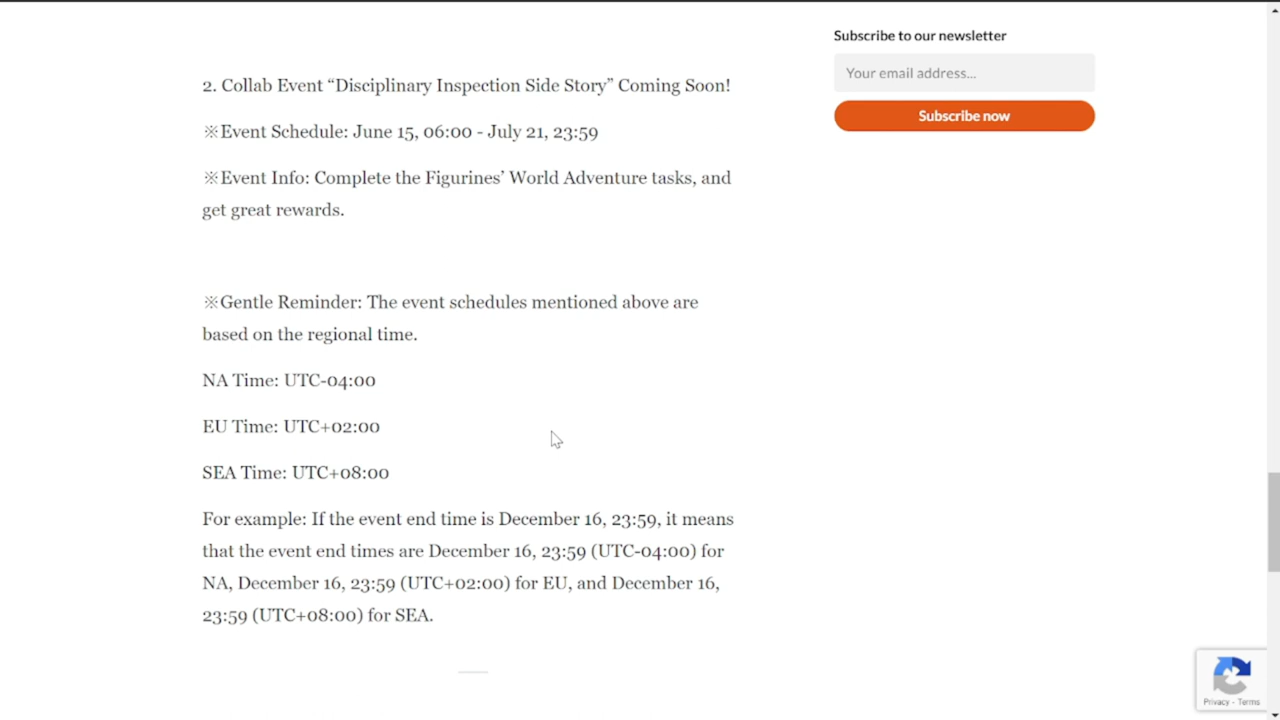 Subscribe to our newsletter
Your email address...
Subscribe now
2. Collab Event “Disciplinary Inspection Side Story” Coming Soon!
※Event Schedule: June 15, 06:00 - July 21, 23:59
※Event Info: Complete the Figurines’ World Adventure tasks, and
get great rewards.
※Gentle Reminder: The event schedules mentioned above are
based on the regional time.
NA Time: UTC-04:00
EU Time: UTC+02:00
SEA Time: UTC+08:00
For example: If the event end time is December 16, 23:59, it means
that the event end times are December 16, 23:59 (UTC-04:00) for
NA, December 16, 23:59 (UTC+02:00) for EU, and December 16,
23:59 (UTC+08:00) for SEA.
Privacy - Terms